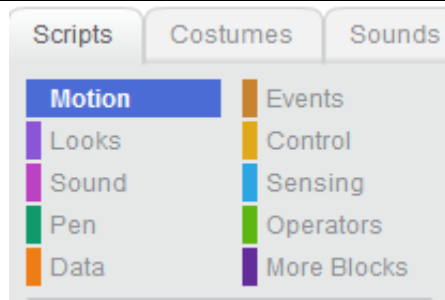 Scripts Costumes Sounds
Motion Events
Looks Control
Sound Sensing
Pen Operators
Data More Blocks